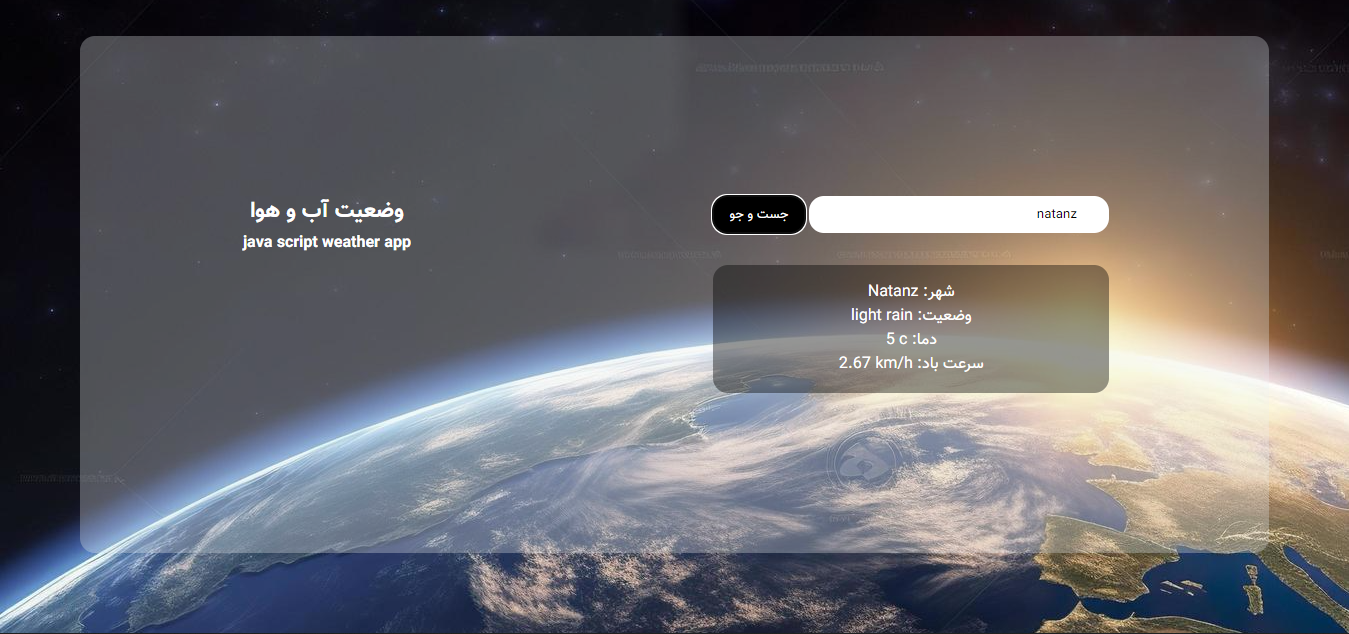 وضعیت آب و هوا
java script weather app
natanz
جست و جو
شهر: Natanz
وضعیت: light rain
دما: 5 c
سرعت باد: 2.67 km/h